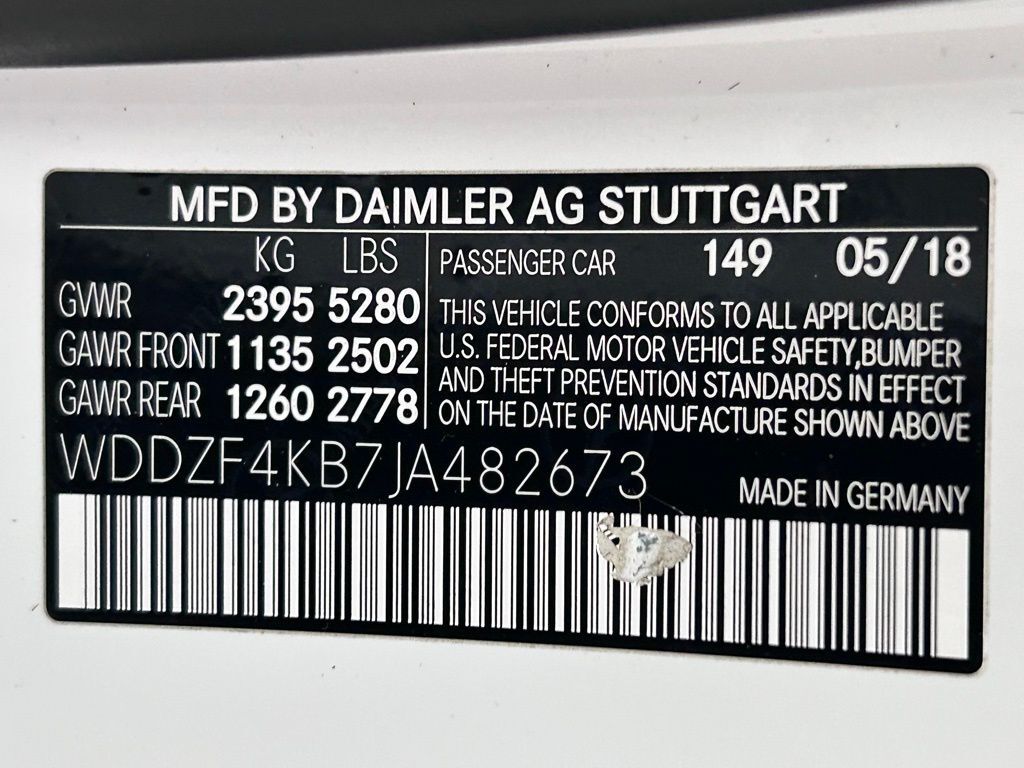 MFD BY DAIMLER AG STUTTGART
KG LBS
GVWR 2395 5280
GAWR FRONT 1135 2502
GAWR REAR 1260 2778
PASSENGER CAR 149 05/18
THIS VEHICLE CONFORMS TO ALL APPLICABLE
U.S. FEDERAL MOTOR VEHICLE SAFETY,BUMPER
AND THEFT PREVENTION STANDARDS IN EFFECT
ON THE DATE OF MANUFACTURE SHOWN ABOVE
WDDZF4KB7JA482673
MADE IN GERMANY